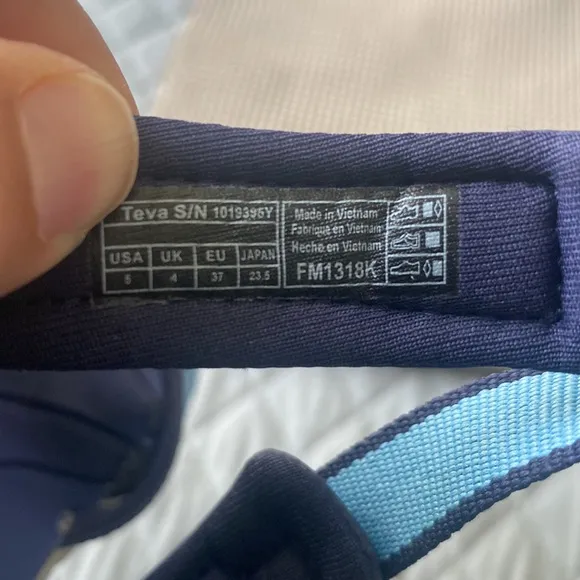 Teva S/N 1019395Y
USA UK EU JAPAN
5 4 37 23.5
Made in Vietnam
Fabriqué en Vietnam
Hecho en Vietnam
FM1318K